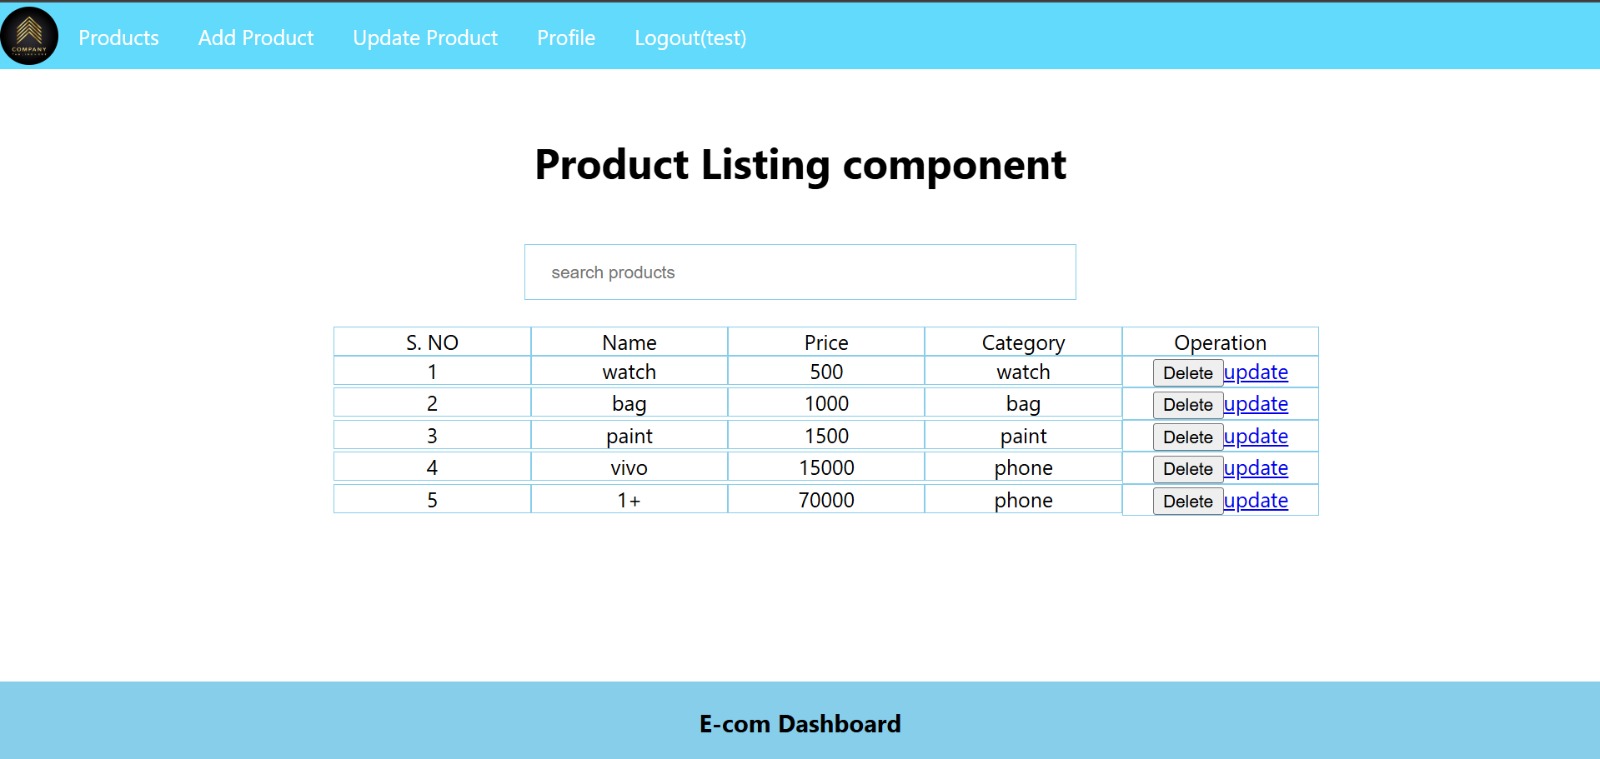 COMPANY
Products Add Product Update Product Profile Logout(test)
Product Listing component
search products
S. NO Name Price Category Operation
1 watch 500 watch Delete update
2 bag 1000 bag Delete update
3 paint 1500 paint Delete update
4 vivo 15000 phone Delete update
5 1+ 70000 phone Delete update
E-com Dashboard